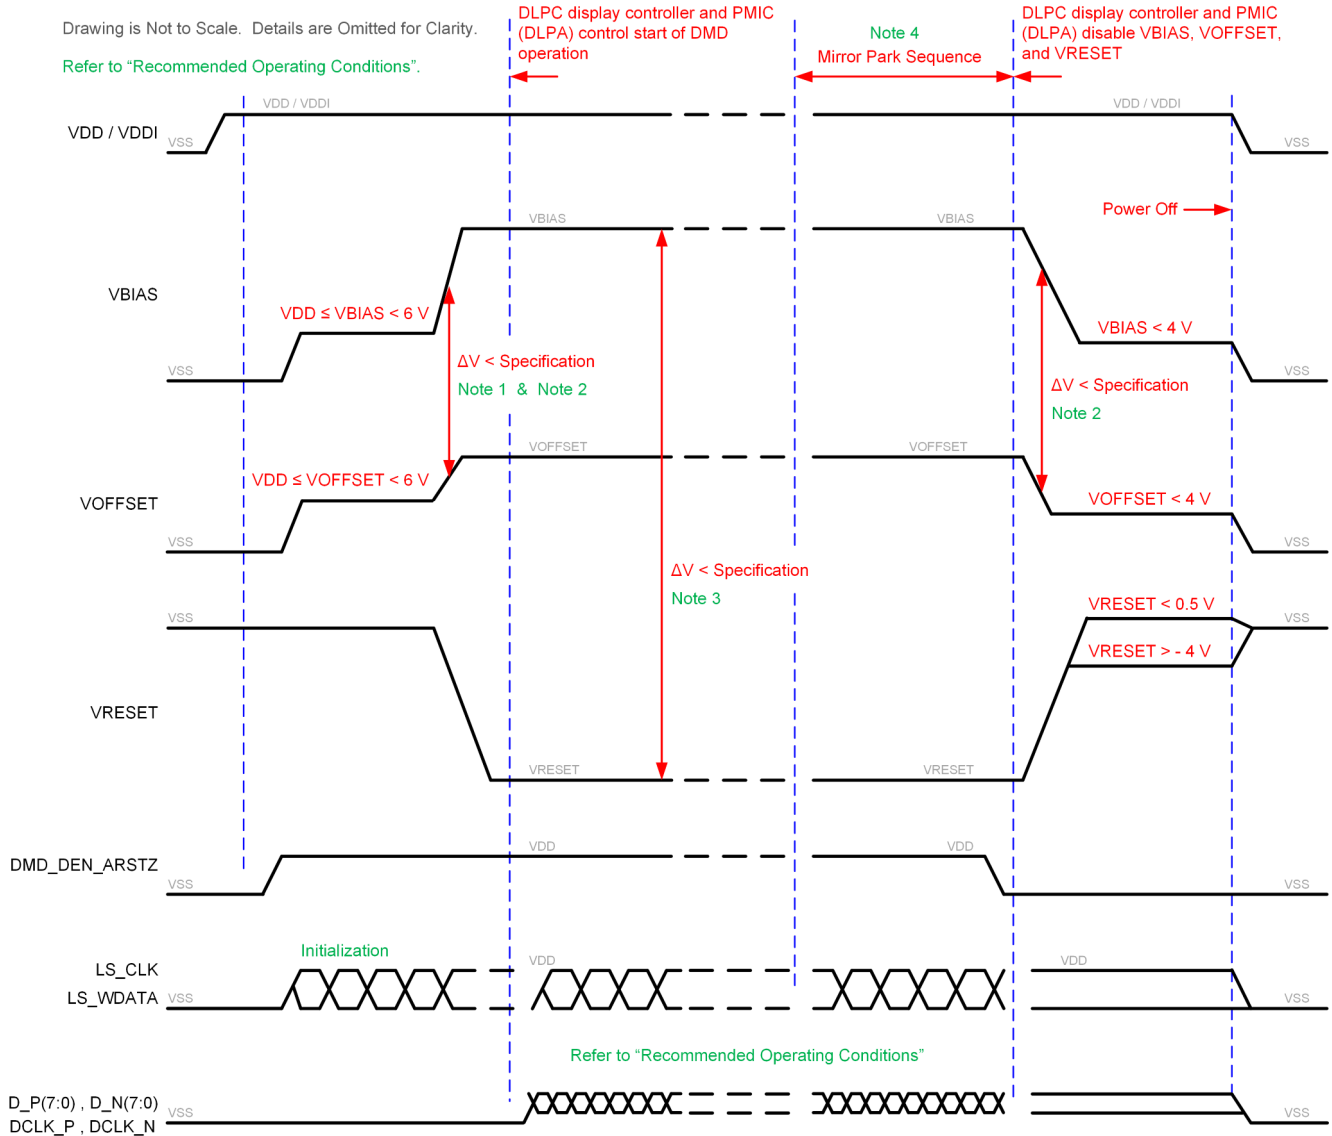 Drawing is Not to Scale. Details are Omitted for Clarity.
Refer to “Recommended Operating Conditions”.
DLPC display controller and PMIC
(DLPA) control start of DMD
operation
Note 4
Mirror Park Sequence
DLPC display controller and PMIC
(DLPA) disable VBIAS, VOFFSET,
and VRESET
VDD / VDDI
VSS
VDD / VDDI
VDD / VDDI
VSS
Power Off
VBIAS
VSS
VDD ≤ VBIAS < 6 V
VBIAS
VBIAS
VBIAS < 4 V
VSS
ΔV < Specification
Note 1 & Note 2
ΔV < Specification
Note 2
VOFFSET
VSS
VDD ≤ VOFFSET < 6 V
VOFFSET
VOFFSET
VOFFSET < 4 V
VSS
ΔV < Specification
Note 3
VRESET
VSS
VRESET
VRESET
VRESET < 0.5 V
VRESET > - 4 V
VSS
DMD_DEN_ARSTZ
VSS
VDD
VDD
VSS
Initialization
LS_CLK
LS_WDATA
VSS
VDD
VDD
VSS
Refer to “Recommended Operating Conditions”
D_P(7:0) , D_N(7:0)
DCLK_P , DCLK_N
VSS
VSS